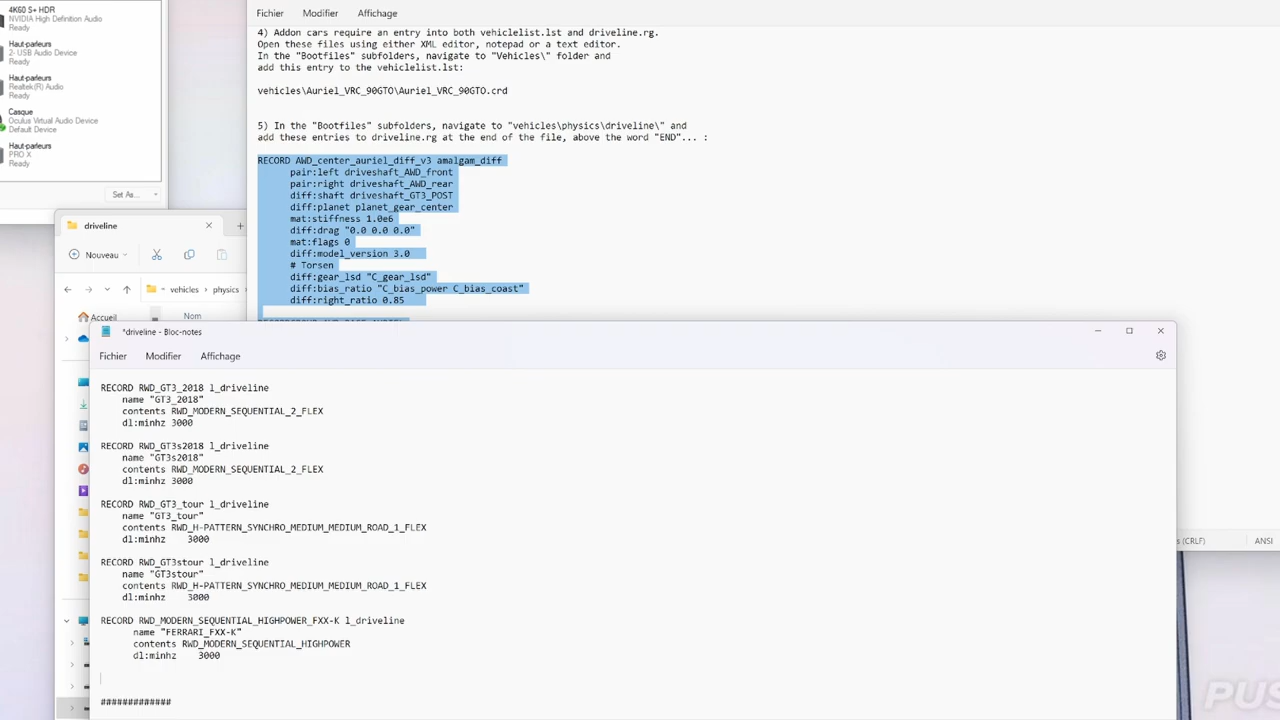 4K60 S+ HDR
NVIDIA High Definition Audio
Ready
Haut-parleurs
2- USB Audio Device
Ready
Haut-parleurs
Realtek(R) Audio
Ready
Casque
Oculus Virtual Audio Device
Default Device
Haut-parleurs
PRO X
Ready
Set As...
Fichier Modifier Affichage
4) Addon cars require an entry into both vehiclelist.lst and driveline.rg.
Open these files using either XML editor, notepad or a text editor.
In the "Bootfiles" subfolders, navigate to "Vehicles\" folder and
add this entry to the vehiclelist.lst:
vehicles\Auriel_VRC_90GTO\Auriel_VRC_90GTO.crd
5) In the "Bootfiles" subfolders, navigate to "vehicles\physics\driveline\" and
add these entries to driveline.rg at the end of the file, above the word "END"... :
RECORD AWD_center_auriel_diff_v3 amalgam_diff
pair:left driveshaft_AWD_front
pair:right driveshaft_AWD_rear
diff:shaft driveshaft_GT3_POST
diff:planet planet_gear_center
mat:stiffness 1.0e6
diff:drag "0.0 0.0 0.0"
mat:flags 0
diff:model_version 3.0
# Torsen
diff:gear_lsd "C_gear_lsd"
diff:bias_ratio "C_bias_power C_bias_coast"
diff:right_ratio 0.85
driveline
Nouveau
vehicles › physics
Accueil
Nom
*driveline - Bloc-notes
Fichier Modifier Affichage
RECORD RWD_GT3_2018 l_driveline
name "GT3_2018"
contents RWD_MODERN_SEQUENTIAL_2_FLEX
dl:minhz 3000
RECORD RWD_GT3s2018 l_driveline
name "GT3s2018"
contents RWD_MODERN_SEQUENTIAL_2_FLEX
dl:minhz 3000
RECORD RWD_GT3_tour l_driveline
name "GT3_tour"
contents RWD_H-PATTERN_SYNCHRO_MEDIUM_MEDIUM_ROAD_1_FLEX
dl:minhz 3000
RECORD RWD_GT3stour l_driveline
name "GT3stour"
contents RWD_H-PATTERN_SYNCHRO_MEDIUM_MEDIUM_ROAD_1_FLEX
dl:minhz 3000
RECORD RWD_MODERN_SEQUENTIAL_HIGHPOWER_FXX-K l_driveline
name "FERRARI_FXX-K"
contents RWD_MODERN_SEQUENTIAL_HIGHPOWER
dl:minhz 3000
#############
s (CRLF) ANSI
PUS